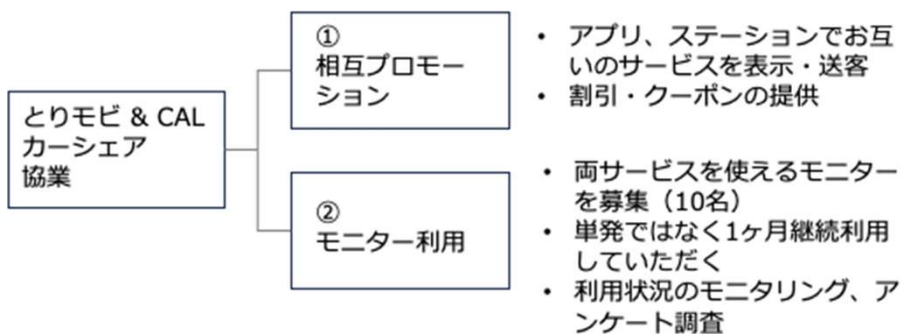 とりモビ & CAL
カーシェア
協業
①
相互プロモー
ション
• アプリ、ステーションでお互
いのサービスを表示・送客
• 割引・クーポンの提供
②
モニター利用
• 両サービスを使えるモニター
を募集（10名）
• 単発ではなく1ヶ月継続利用
していただく
• 利用状況のモニタリング、ア
ンケート調査